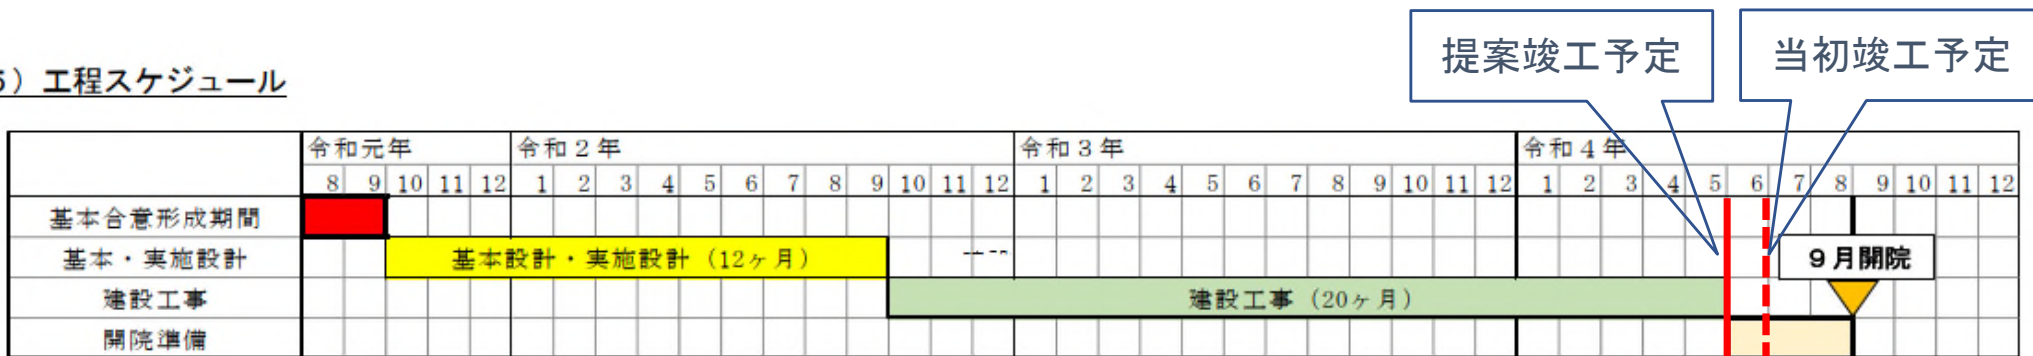 提案竣工予定 当初竣工予定
）工程スケジュール
令和元年 令和２年 令和３年 令和４年
8 9 10 11 12 1 2 3 4 5 6 7 8 9 10 11 12 1 2 3 4 5 6 7 8 9 10 11 12 1 2 3 4 5 6 7 8 9 10 11 12
基本合意形成期間
基本・実施設計 基本設計・実施設計（12ヶ月） ９月開院
建設工事 建設工事（20ヶ月）
開院準備